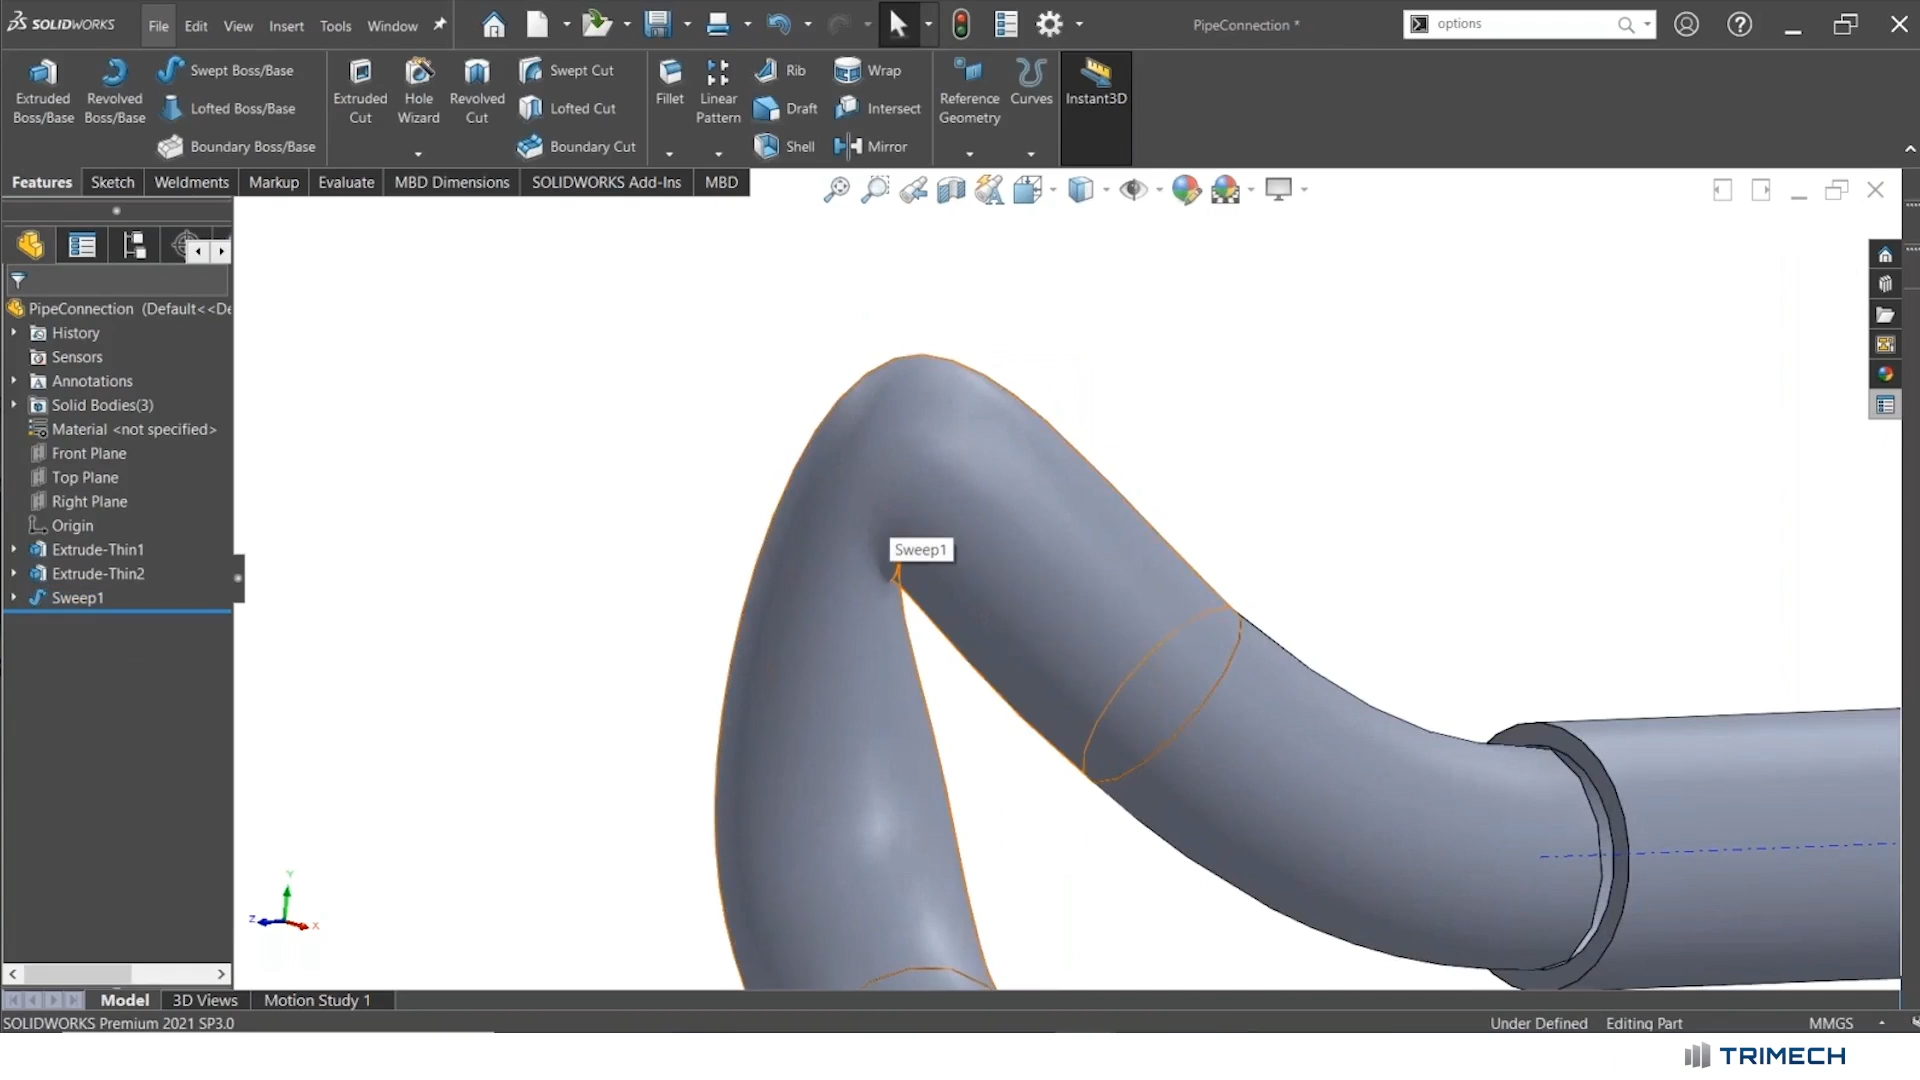 SOLIDWORKS File Edit View Insert Tools Window PipeConnection * options
Extruded Boss/Base
Revolved Boss/Base
Swept Boss/Base
Lofted Boss/Base
Boundary Boss/Base
Extruded Cut
Hole Wizard
Revolved Cut
Swept Cut
Lofted Cut
Boundary Cut
Fillet
Linear Pattern
Rib
Draft
Shell
Wrap
Intersect
Mirror
Reference Geometry
Curves
Instant3D
Features Sketch Weldments Markup Evaluate MBD Dimensions SOLIDWORKS Add-Ins MBD
PipeConnection (Default<<De
History
Sensors
Annotations
Solid Bodies(3)
Material <not specified>
Front Plane
Top Plane
Right Plane
Origin
Extrude-Thin1
Extrude-Thin2
Sweep1
Sweep1
Y
Z
X
Model 3D Views Motion Study 1
SOLIDWORKS Premium 2021 SP3.0 Under Defined Editing Part MMGS
TRIMECH